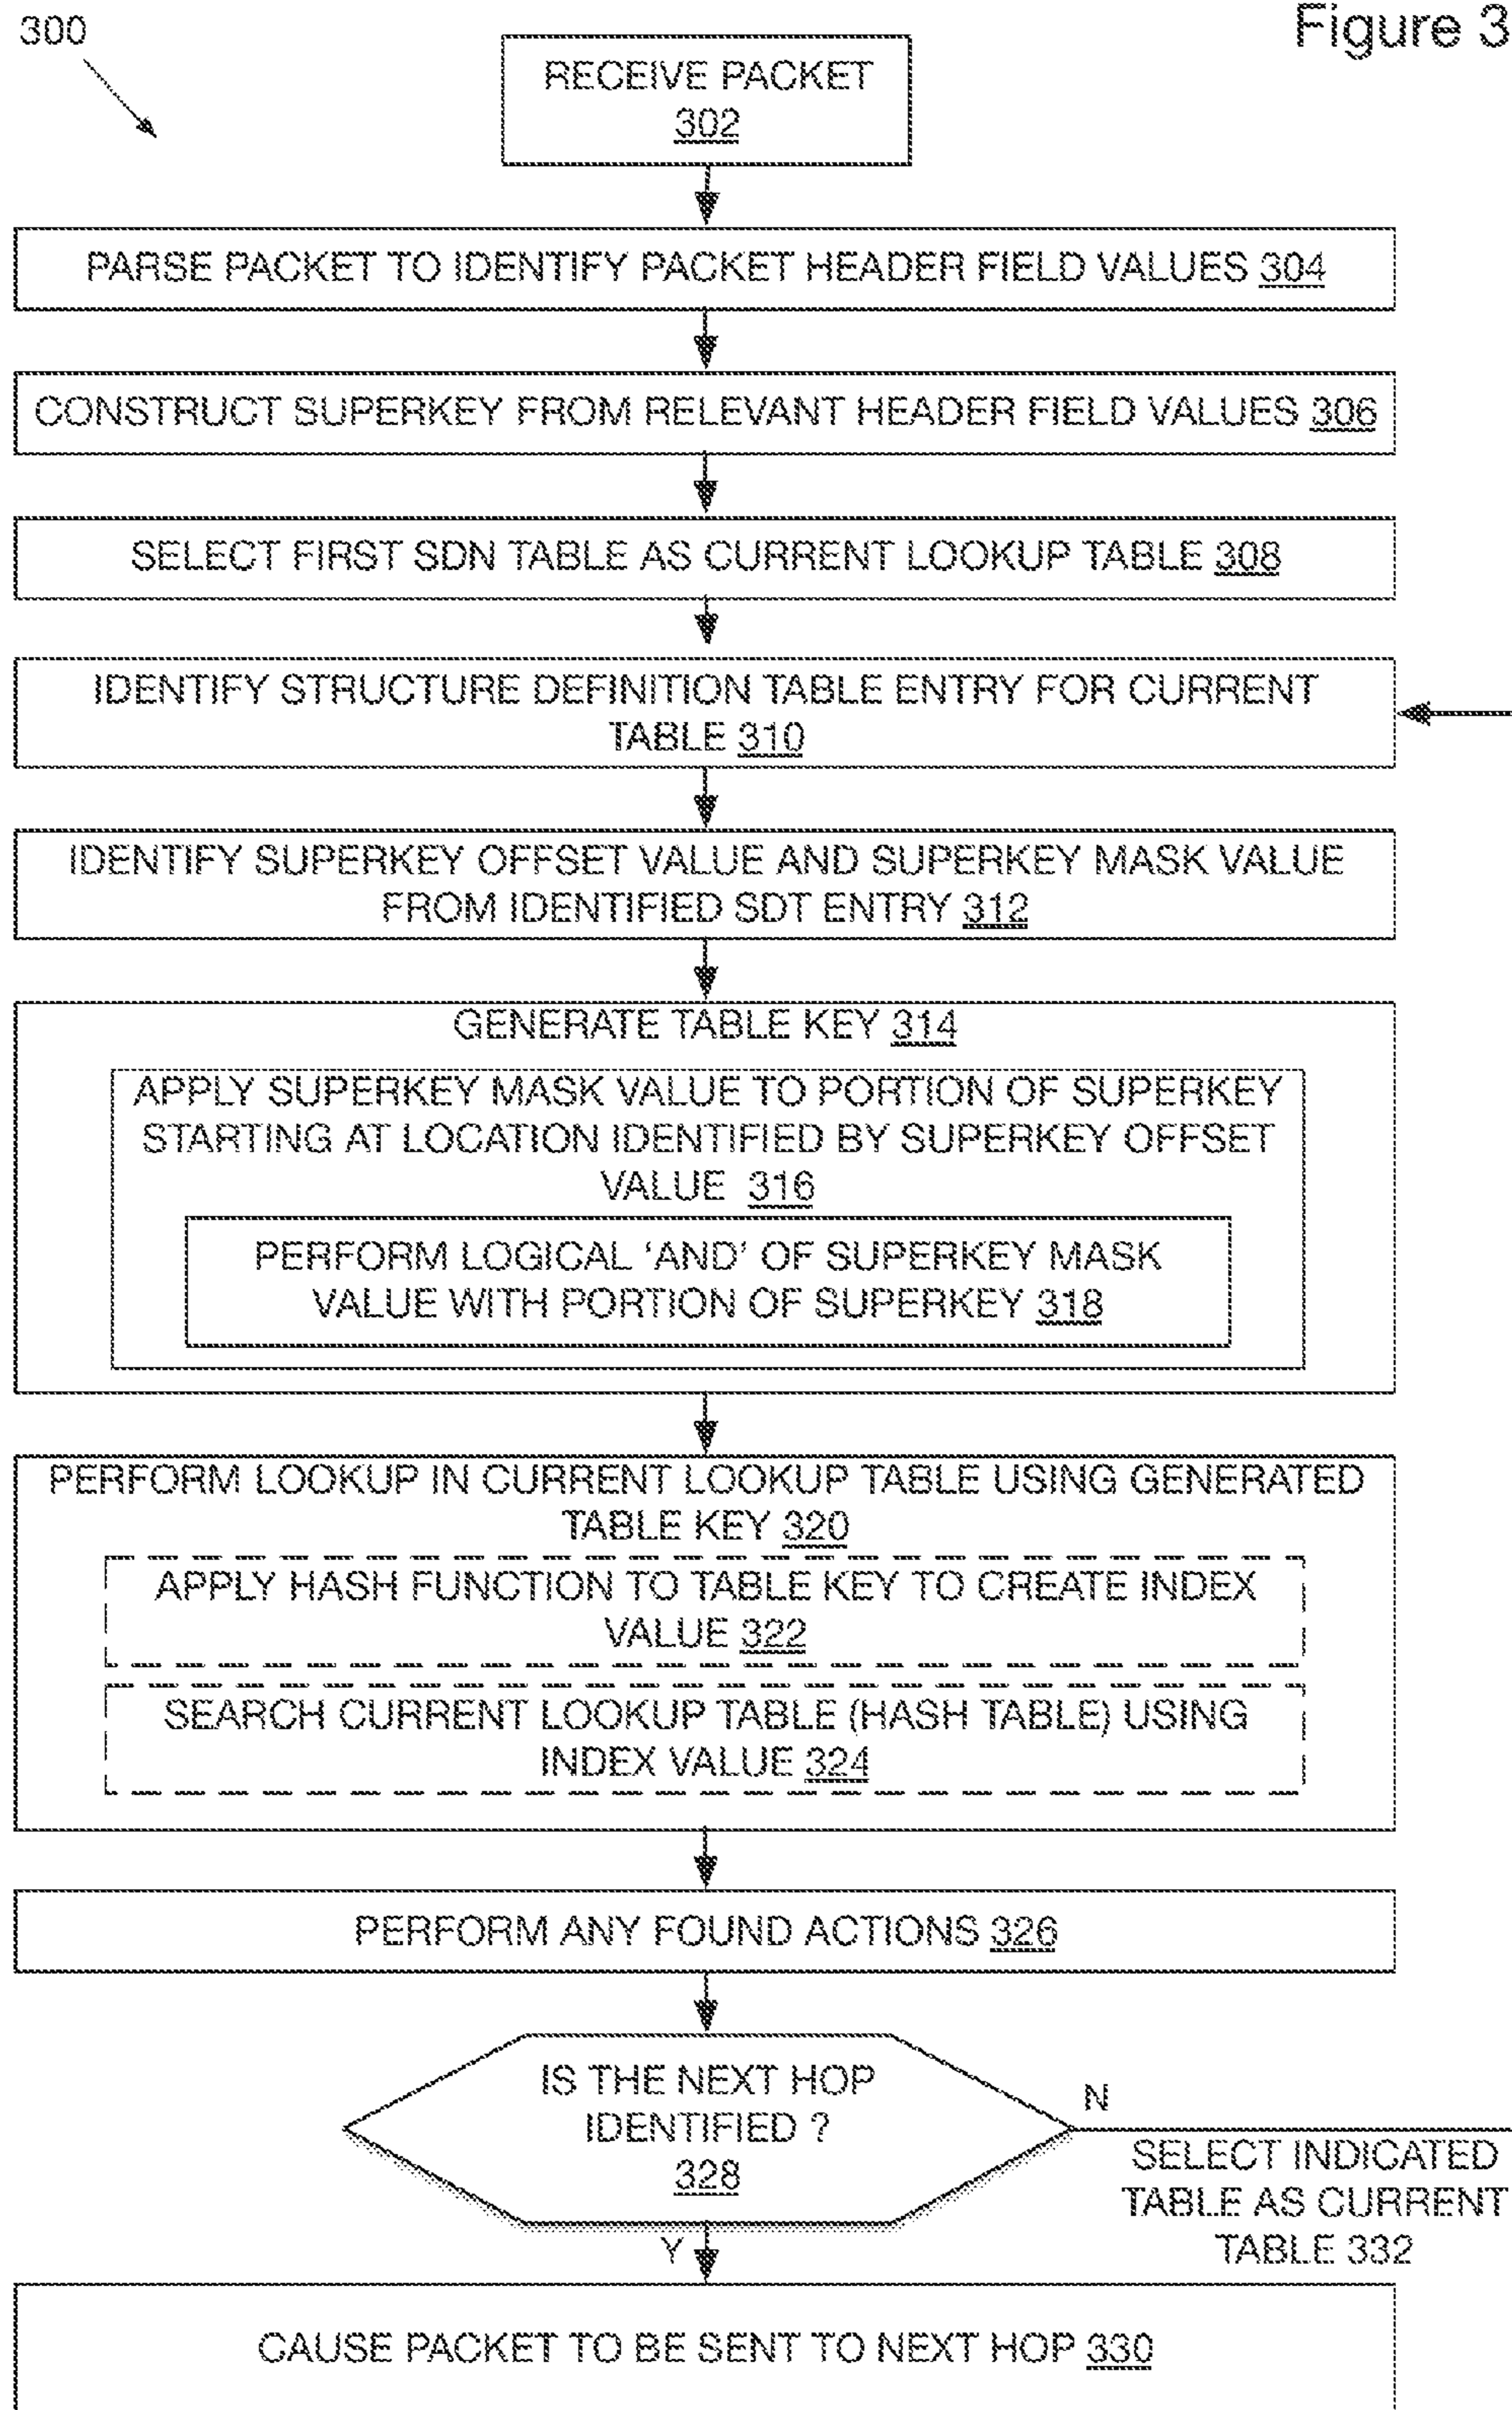 300
Figure 3
RECEIVE PACKET
302
PARSE PACKET TO IDENTIFY PACKET HEADER FIELD VALUES 304
CONSTRUCT SUPERKEY FROM RELEVANT HEADER FIELD VALUES 306
SELECT FIRST SDN TABLE AS CURRENT LOOKUP TABLE 308
IDENTIFY STRUCTURE DEFINITION TABLE ENTRY FOR CURRENT
TABLE 310
IDENTIFY SUPERKEY OFFSET VALUE AND SUPERKEY MASK VALUE
FROM IDENTIFIED SDT ENTRY 312
GENERATE TABLE KEY 314
APPLY SUPERKEY MASK VALUE TO PORTION OF SUPERKEY
STARTING AT LOCATION IDENTIFIED BY SUPERKEY OFFSET
VALUE 316
PERFORM LOGICAL ‘AND’ OF SUPERKEY MASK
VALUE WITH PORTION OF SUPERKEY 318
PERFORM LOOKUP IN CURRENT LOOKUP TABLE USING GENERATED
TABLE KEY 320
APPLY HASH FUNCTION TO TABLE KEY TO CREATE INDEX
VALUE 322
SEARCH CURRENT LOOKUP TABLE (HASH TABLE) USING
INDEX VALUE 324
PERFORM ANY FOUND ACTIONS 326
IS THE NEXT HOP
IDENTIFIED ?
328
N
SELECT INDICATED
TABLE AS CURRENT
TABLE 332
Y
CAUSE PACKET TO BE SENT TO NEXT HOP 330